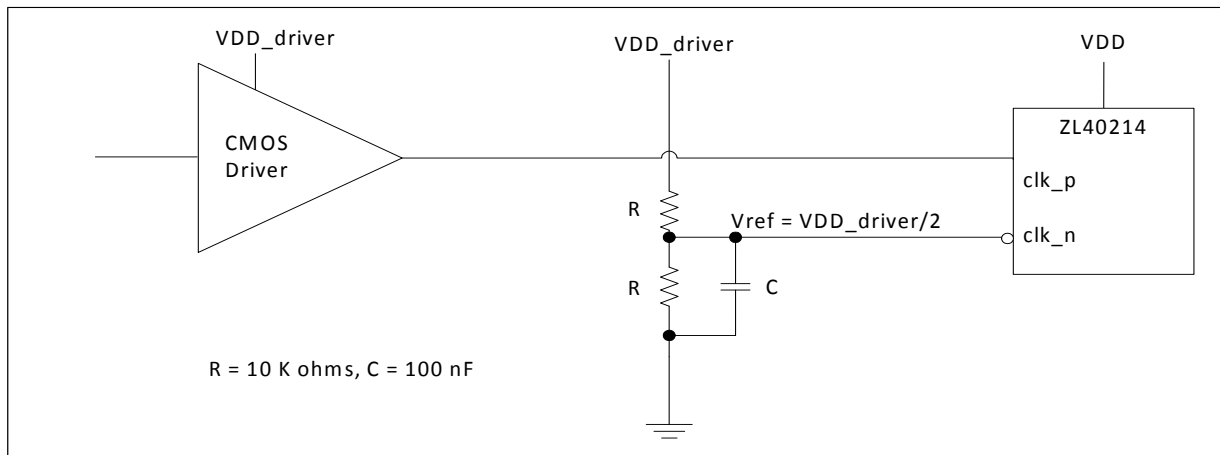 VDD_driver
VDD_driver
VDD
ZL40214
CMOS
Driver
clk_p
R
Vref = VDD_driver/2
clk_n
R
C
R = 10 K ohms, C = 100 nF